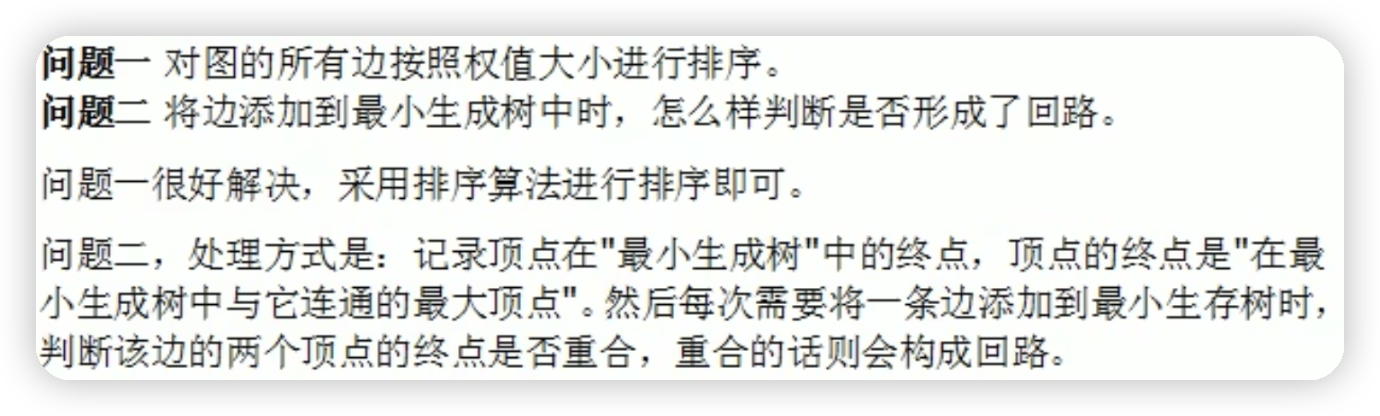 问题一 对图的所有边按照权值大小进行排序。
问题二 将边添加到最小生成树中时，怎么样判断是否形成了回路。
问题一很好解决，采用排序算法进行排序即可。
问题二，处理方式是：记录顶点在"最小生成树"中的终点，顶点的终点是"在最
小生成树中与它连通的最大顶点"。然后每次需要将一条边添加到最小生存树时，
判断该边的两个顶点的终点是否重合，重合的话则会构成回路。